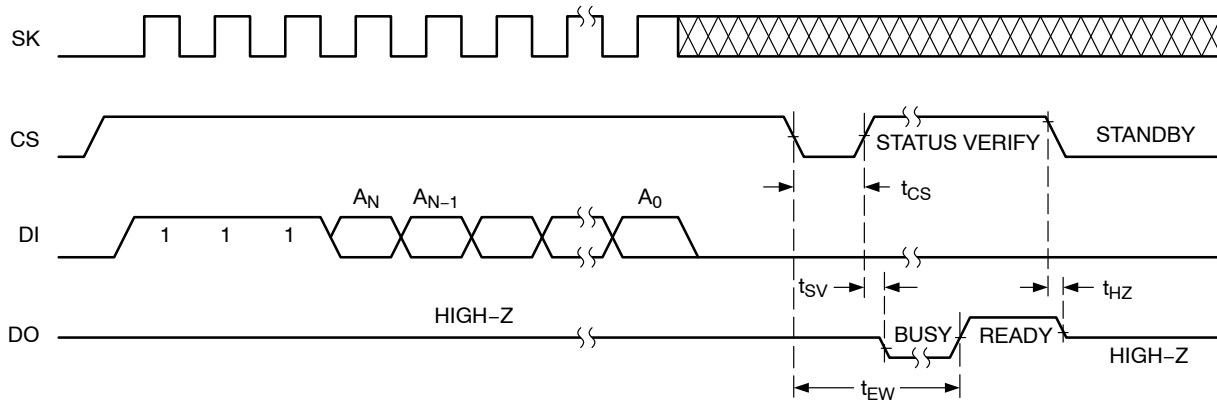 SK
CS
STATUS VERIFY
STANDBY
tCS
AN
AN−1
A0
DI
1 1 1
tSV
tHZ
DO
HIGH−Z
BUSY
READY
HIGH−Z
tEW